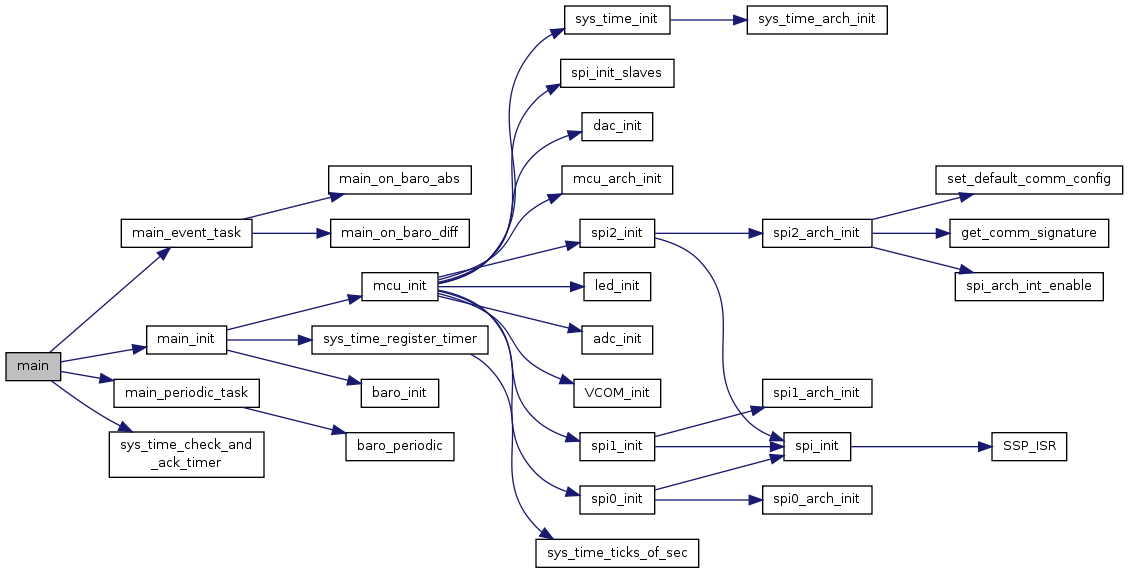 main
main_event_task
main_init
main_periodic_task
sys_time_check_and
_ack_timer
main_on_baro_abs
main_on_baro_diff
mcu_init
sys_time_register_timer
baro_init
baro_periodic
sys_time_init
spi_init_slaves
dac_init
mcu_arch_init
spi2_init
led_init
adc_init
VCOM_init
spi1_init
spi0_init
sys_time_ticks_of_sec
sys_time_arch_init
spi2_arch_init
spi1_arch_init
spi_init
spi0_arch_init
set_default_comm_config
get_comm_signature
spi_arch_int_enable
SSP_ISR